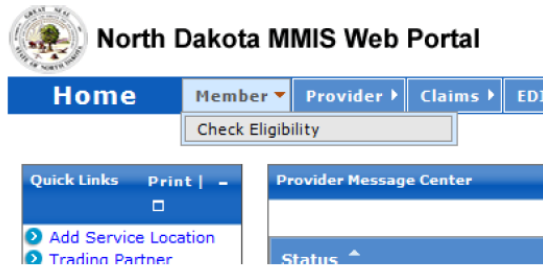 North Dakota MMIS Web Portal
Home Member Provider Claims EDI
Check Eligibility
Quick Links Print | –
Provider Message Center
Add Service Location
Trading Partner
Status